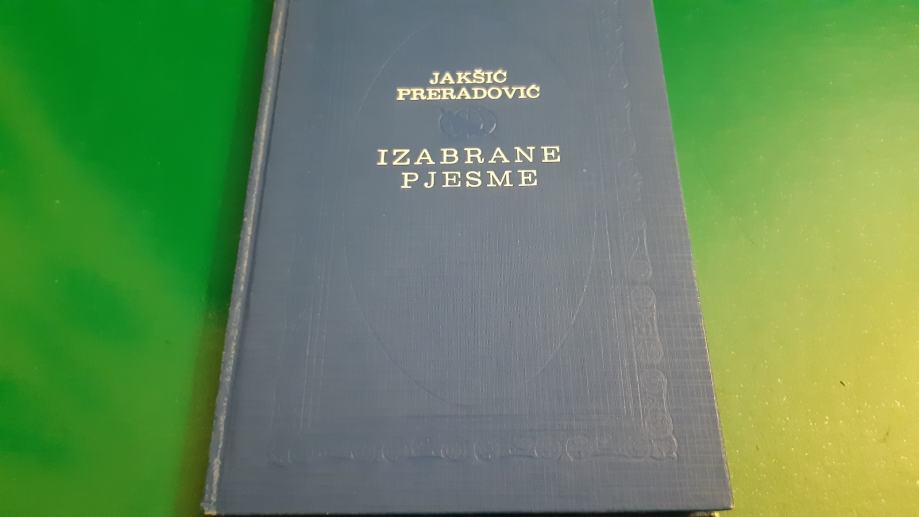 JAKŠIĆ
PRERADOVIĆ
IZABRANE
PJESME